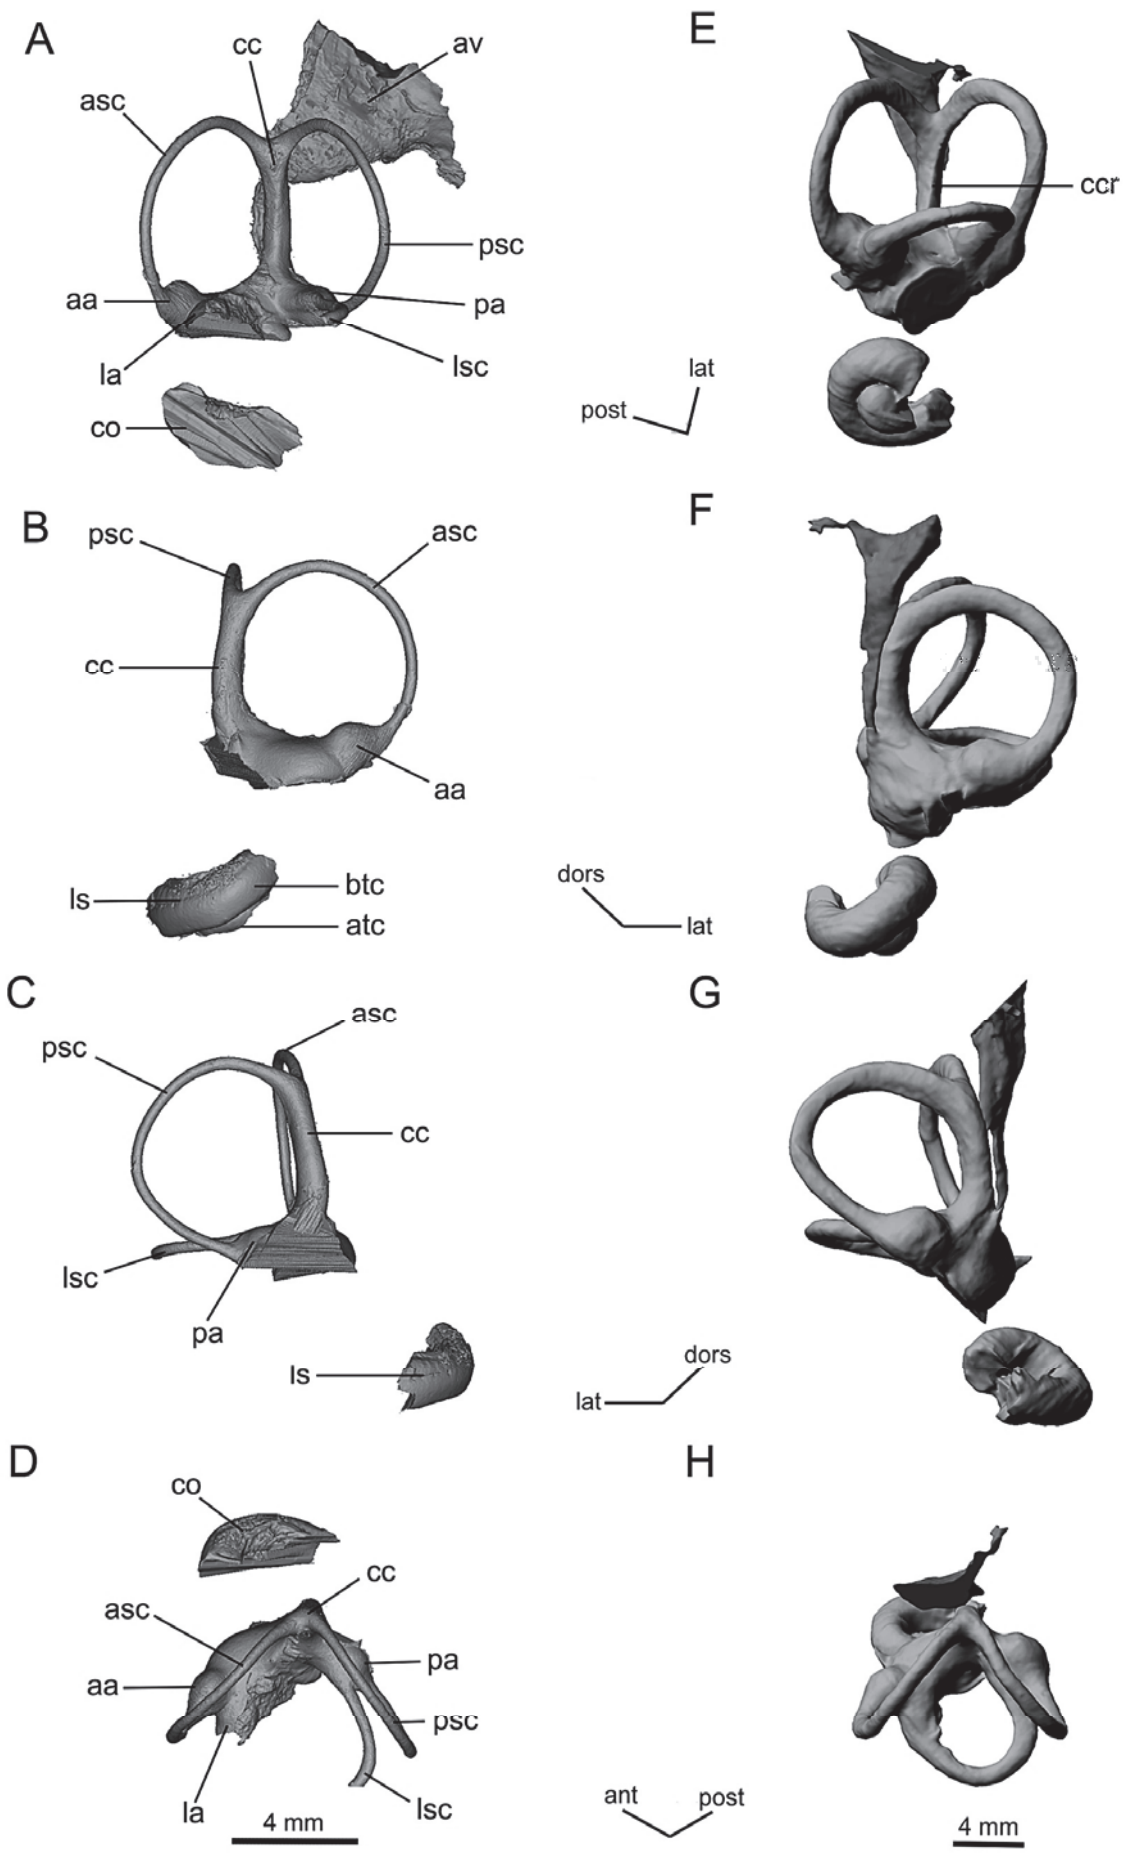 A
cc
av
asc
psc
aa
pa
la
lsc
co
E
ccr
lat
post
B
psc
asc
cc
aa
ls
btc
atc
F
dors
lat
C
asc
psc
cc
lsc
pa
ls
G
dors
lat
D
co
cc
asc
pa
aa
psc
la
lsc
4 mm
H
ant
post
4 mm